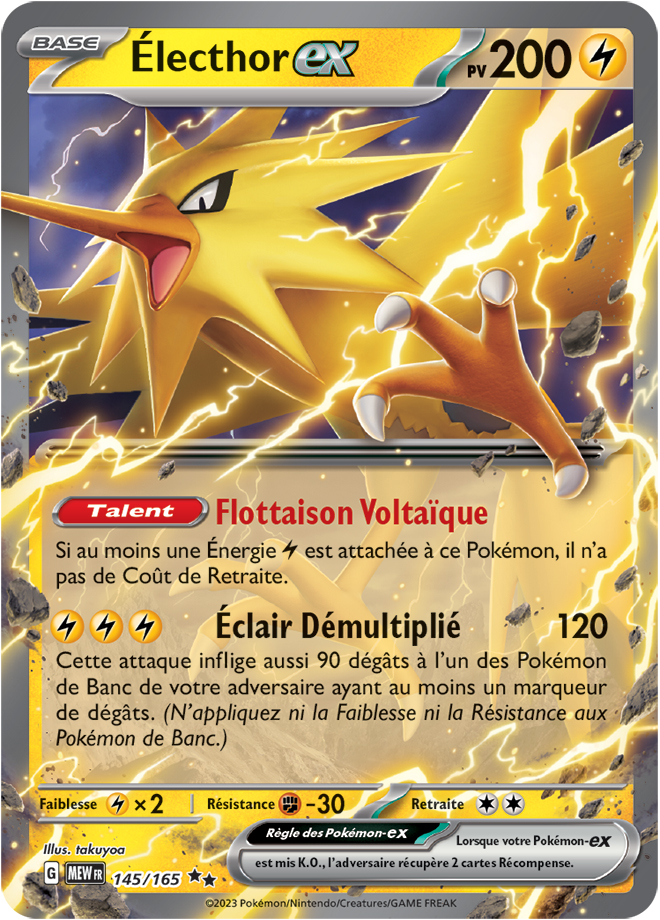 BASE
Électhor ex
PV 200
Talent Flottaison Voltaïque
Si au moins une Énergie est attachée à ce Pokémon, il n'a
pas de Coût de Retraite.
Éclair Démultiplié 120
Cette attaque inflige aussi 90 dégâts à l'un des Pokémon
de Banc de votre adversaire ayant au moins un marqueur
de dégâts. (N'appliquez ni la Faiblesse ni la Résistance aux
Pokémon de Banc.)
Faiblesse ×2 Résistance -30 Retraite
Règle des Pokémon-ex Lorsque votre Pokémon-ex
est mis K.O., l'adversaire récupère 2 cartes Récompense.
Illus. takuyoa
G MEW FR 145/165
©2023 Pokémon/Nintendo/Creatures/GAME FREAK